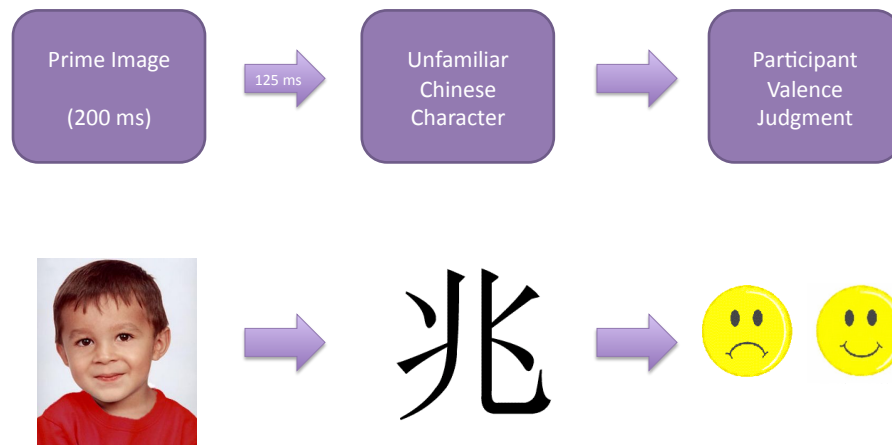 Prime Image
(200 ms)
125 ms
Unfamiliar
Chinese
Character
Participant
Valence
Judgment
兆